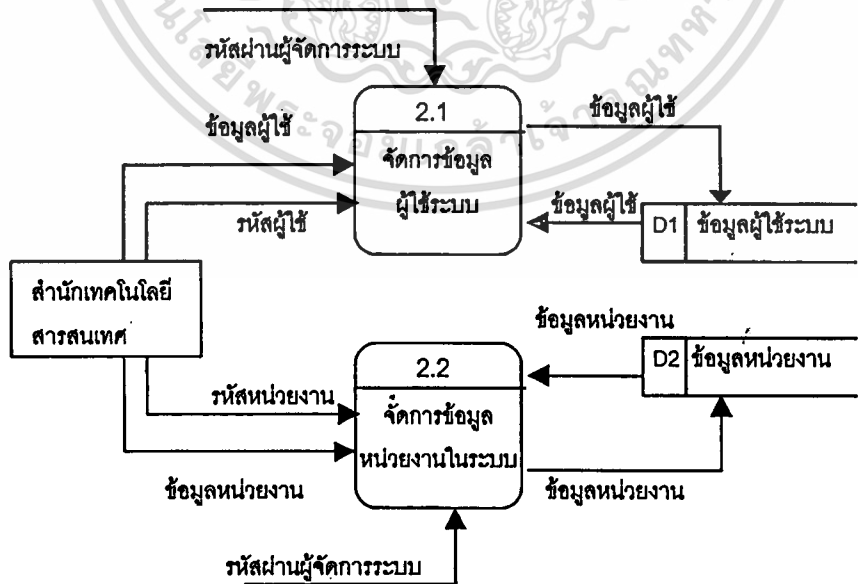 รหัสผ่านผู้จัดการระบบ
2.1
จัดการข้อมูล
ผู้ใช้ระบบ
ข้อมูลผู้ใช้
รหัสผู้ใช้
ข้อมูลผู้ใช้
ข้อมูลผู้ใช้
D1 ข้อมูลผู้ใช้ระบบ
สำนักเทคโนโลยี
สารสนเทศ
ข้อมูลหน่วยงาน
D2 ข้อมูลหน่วยงาน
2.2
จัดการข้อมูล
หน่วยงานในระบบ
รหัสหน่วยงาน
ข้อมูลหน่วยงาน
ข้อมูลหน่วยงาน
รหัสผ่านผู้จัดการระบบ